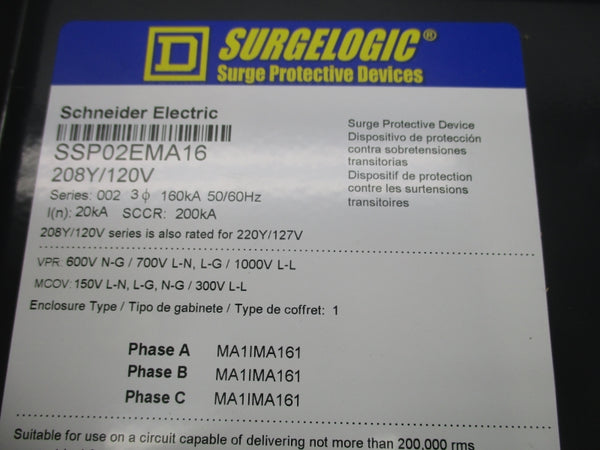 D
SURGELOGIC®
Surge Protective Devices
Schneider Electric
SSP02EMA16
208Y/120V
Series: 002 3ϕ 160kA 50/60Hz
I(n): 20kA SCCR: 200kA
208Y/120V series is also rated for 220Y/127V
Surge Protective Device
Dispositivo de protección
contra sobretensiones
transitorias
Dispositif de protection
contre les surtensions
transitoires
VPR: 600V N-G / 700V L-N, L-G / 1000V L-L
MCOV: 150V L-N, L-G, N-G / 300V L-L
Enclosure Type / Tipo de gabinete / Type de coffret: 1
Phase A MA1IMA161
Phase B MA1IMA161
Phase C MA1IMA161
Suitable for use on a circuit capable of delivering not more than 200,000 rms